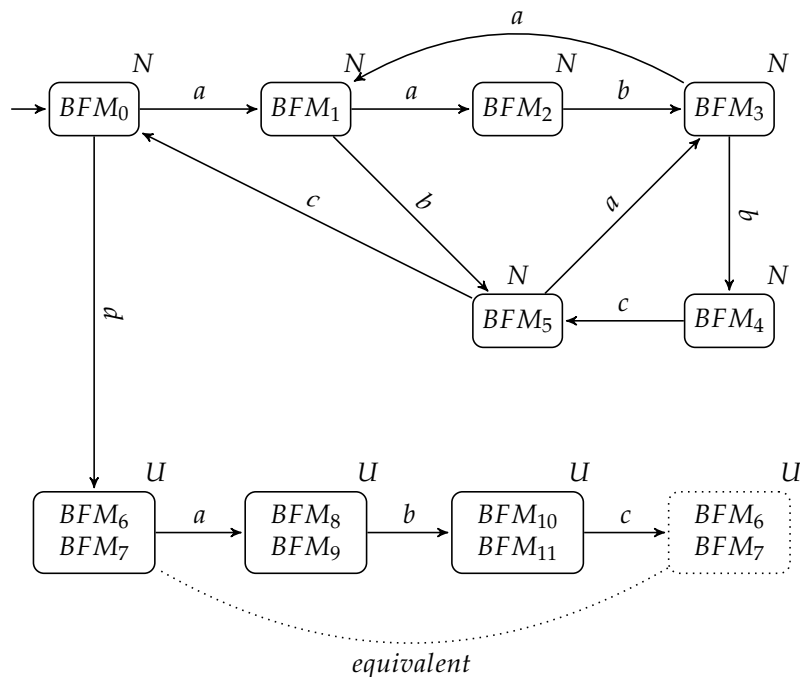 a
N
N
N
N
BFM₀
a
BFM₁
a
BFM₂
b
BFM₃
c
b
a
b
N
N
BFM₅
c
BFM₄
d
U
U
U
U
BFM₆
BFM₇
a
BFM₈
BFM₉
b
BFM₁₀
BFM₁₁
c
BFM₆
BFM₇
equivalent